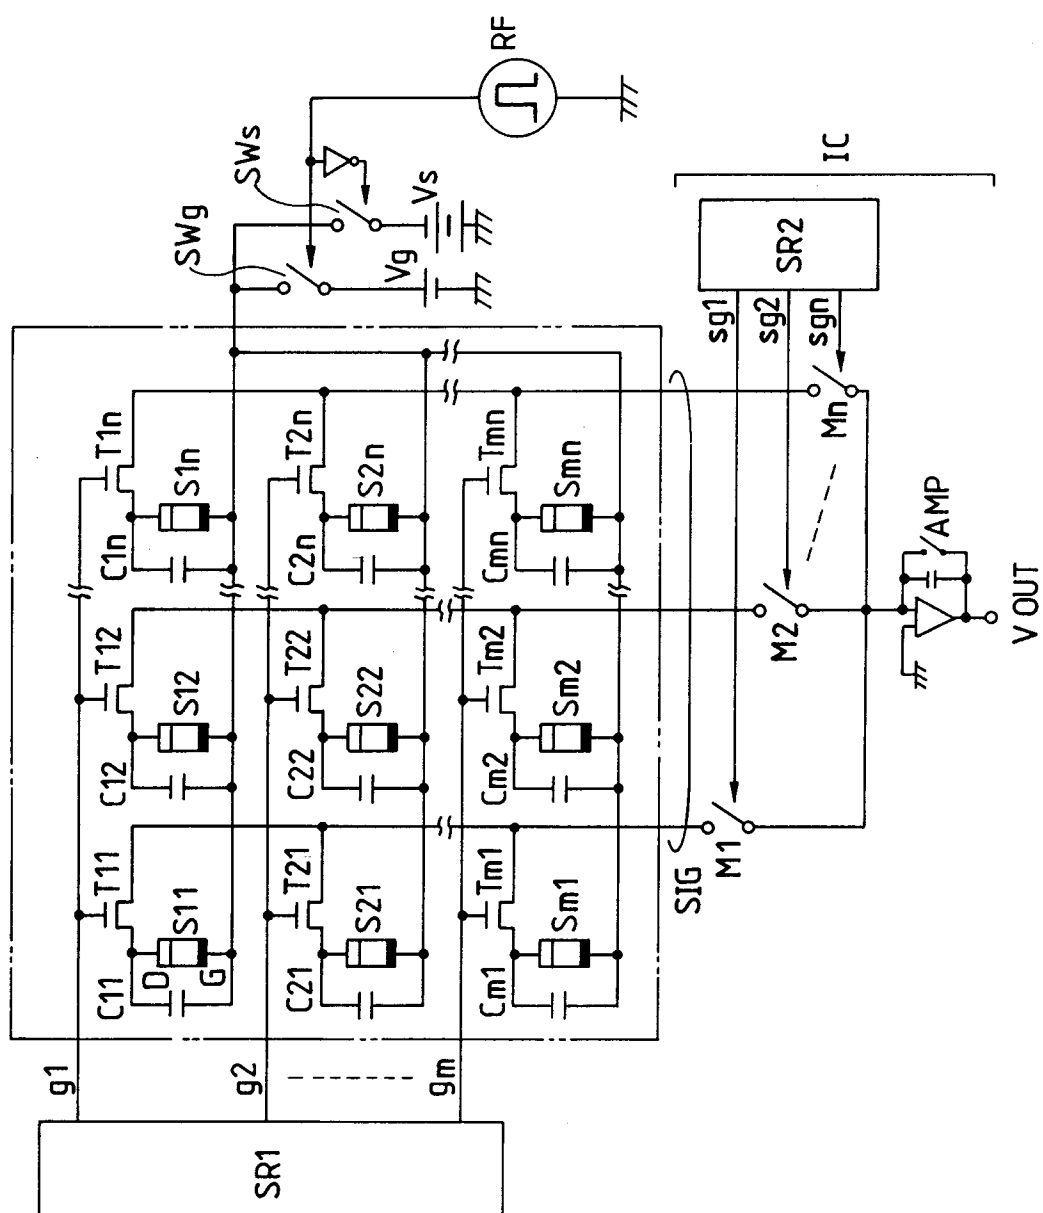 RF
SWs
SWg
Vs
Vg
IC
SR2
sg1
sg2
sgn
T1n
S1n
C1n
T2n
S2n
C2n
Tmn
Smn
Cmn
Mn
T12
S12
C12
T22
S22
C22
Tm2
Sm2
Cm2
M2
AMP
V OUT
T11
S11
C11
D
G
T21
S21
C21
Tm1
Sm1
Cm1
SIG
M1
g1
g2
gm
SR1